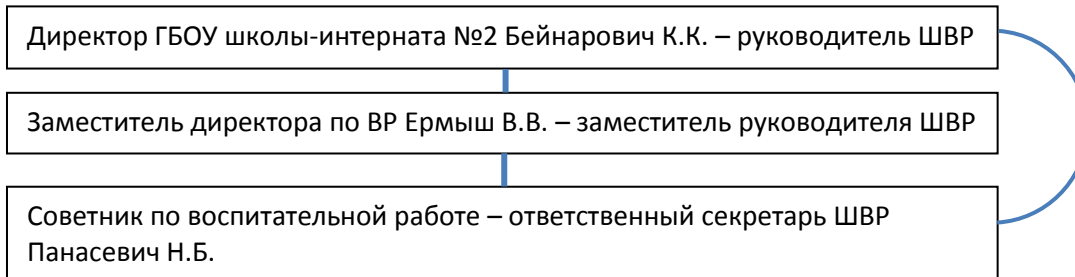 Директор ГБОУ школы-интерната №2 Бейнарович К.К. – руководитель ШВР
Заместитель директора по ВР Ермыш В.В. – заместитель руководителя ШВР
Советник по воспитательной работе – ответственный секретарь ШВР
Панасевич Н.Б.